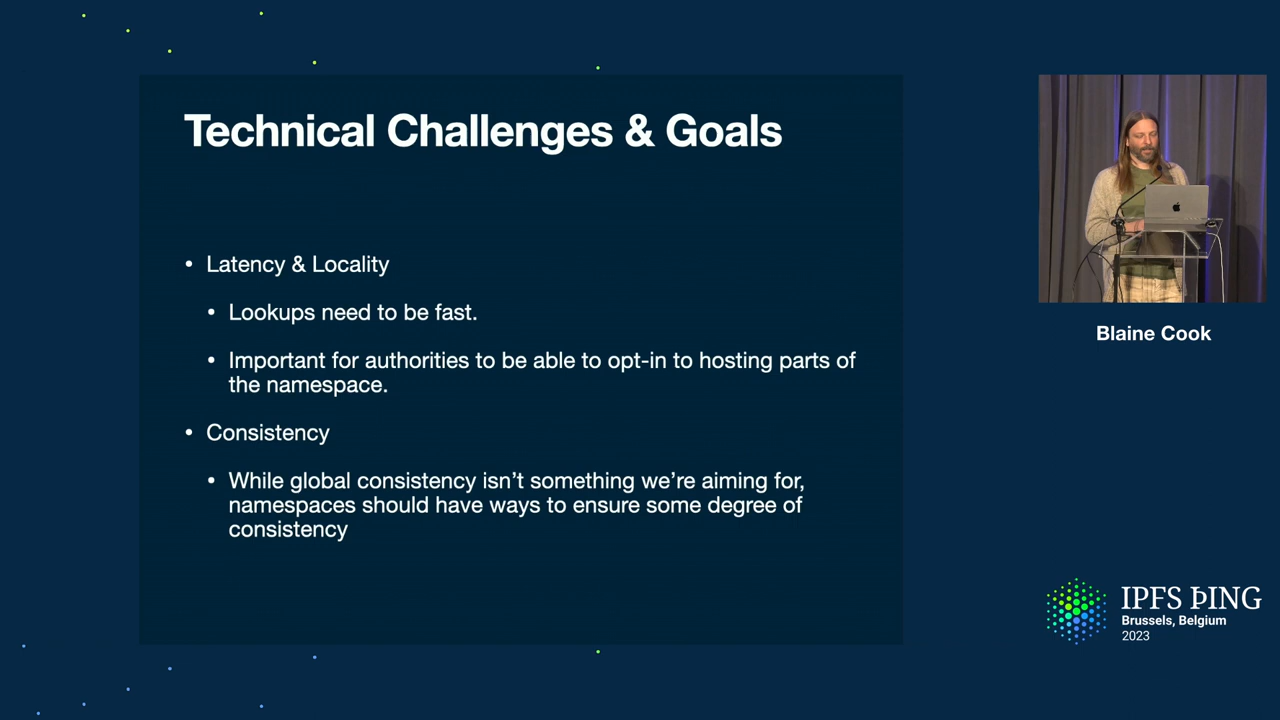 Technical Challenges & Goals
• Latency & Locality
• Lookups need to be fast.
• Important for authorities to be able to opt-in to hosting parts of
the namespace.
• Consistency
• While global consistency isn’t something we’re aiming for,
namespaces should have ways to ensure some degree of
consistency
Blaine Cook
IPFS ÞING
Brussels, Belgium
2023